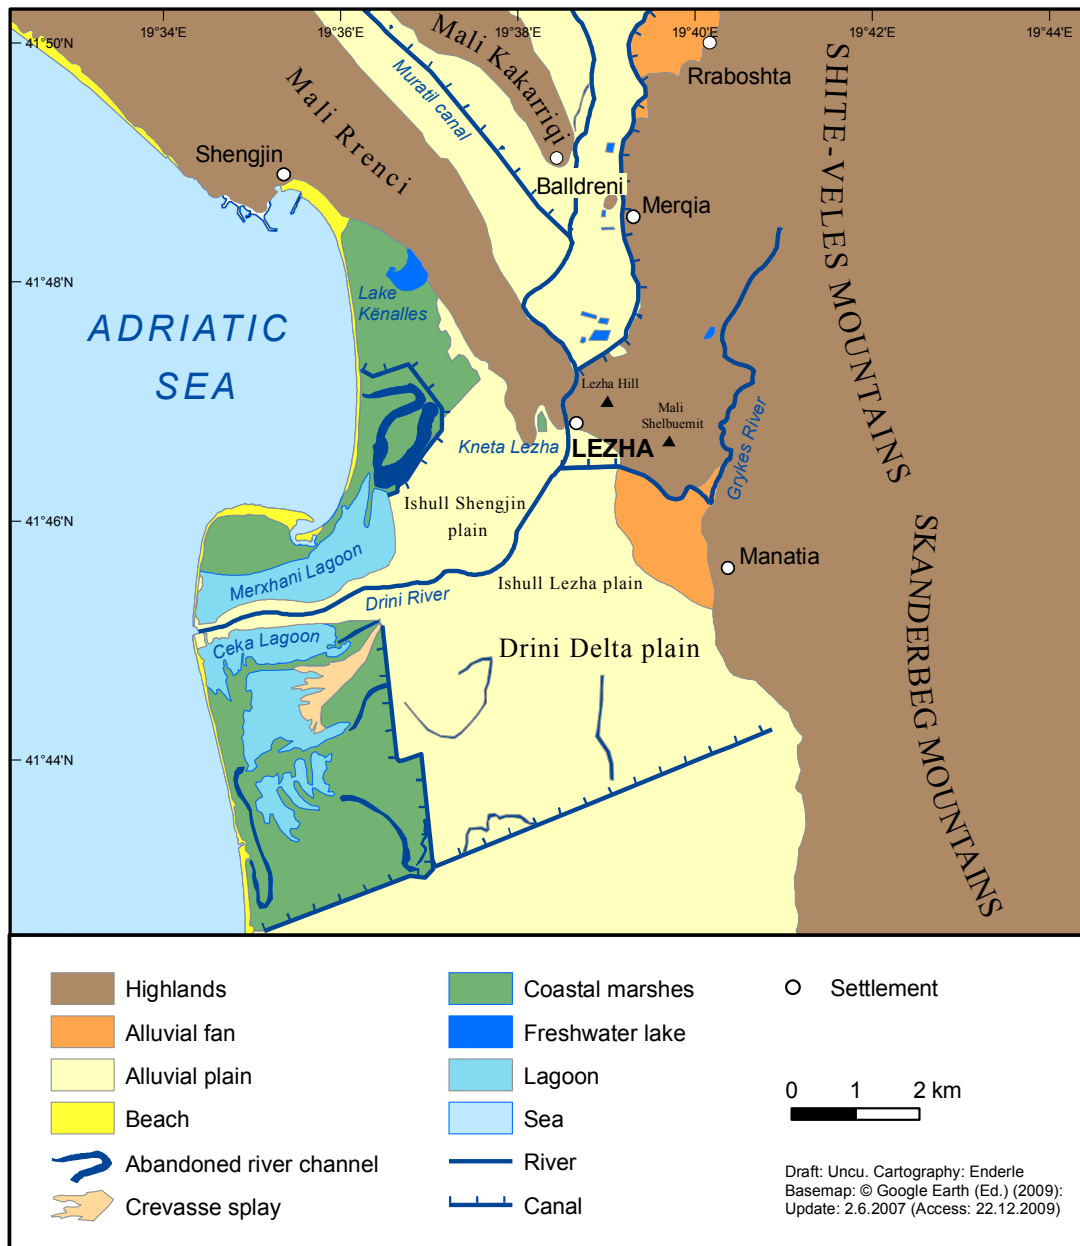 19°34'E
19°36'E
19°38'E
19°40'E
19°42'E
19°44'E
41°50'N
41°48'N
41°46'N
41°44'N
Mali Kakarriqi
Rraboshta
SHITE-VELES MOUNTAINS
Muratil canal
Mali Rrenci
Shengjin
Balldreni
Merqia
Lake
Kënalles
ADRIATIC
SEA
Lezha Hill
Mali
Shelbuemit
Grykes River
Kneta Lezha
LEZHA
Ishull Shengjin
plain
SKANDERBEG MOUNTAINS
Manatia
Merxhani Lagoon
Ishull Lezha plain
Drini River
Ceka Lagoon
Drini Delta plain
Highlands
Alluvial fan
Alluvial plain
Beach
Abandoned river channel
Crevasse splay
Coastal marshes
Freshwater lake
Lagoon
Sea
River
Canal
Settlement
0 1 2 km
Draft: Uncu. Cartography: Enderle
Basemap: © Google Earth (Ed.) (2009):
Update: 2.6.2007 (Access: 22.12.2009)